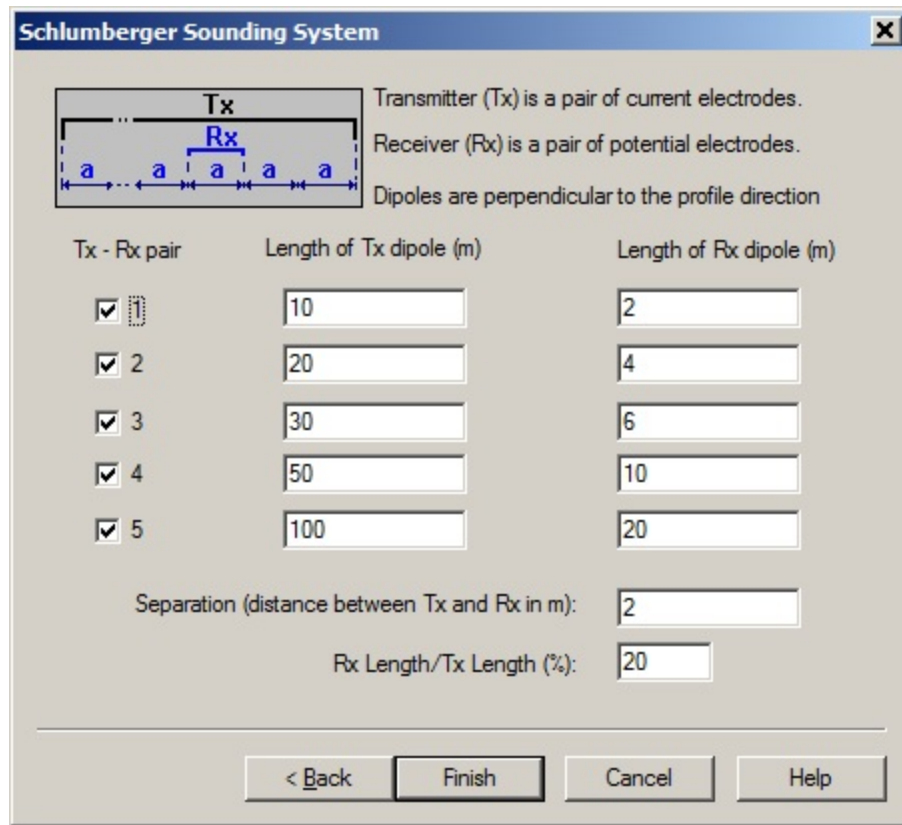 Schlumberger Sounding System
Tx
Rx
a ... a a a a
Transmitter (Tx) is a pair of current electrodes.
Receiver (Rx) is a pair of potential electrodes.
Dipoles are perpendicular to the profile direction
Tx - Rx pair Length of Tx dipole (m) Length of Rx dipole (m)
1 10 2
2 20 4
3 30 6
4 50 10
5 100 20
Separation (distance between Tx and Rx in m): 2
Rx Length/Tx Length (%): 20
< Back Finish Cancel Help